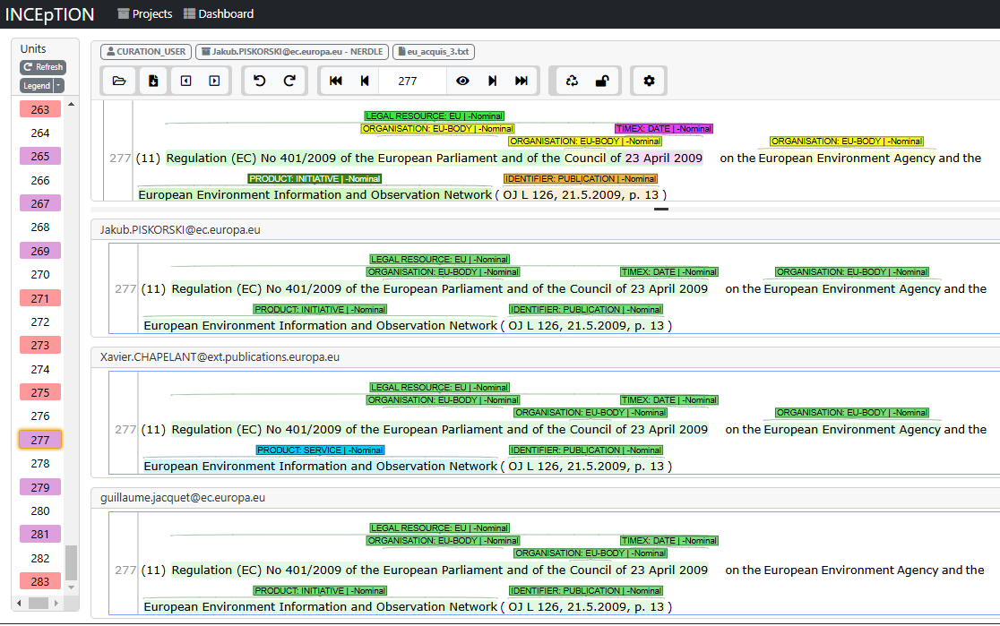 INCEpTION Projects Dashboard
Units
Refresh
Legend
263
264
265
266
267
268
269
270
271
272
273
274
275
276
277
278
279
280
281
282
283
CURATION_USER Jakub.PISKORSKI@ec.europa.eu - NERDLE eu_acquis_3.txt
277
LEGAL RESOURCE: EU | -Nominal
ORGANISATION: EU-BODY | -Nominal TIMEX: DATE | -Nominal
ORGANISATION: EU-BODY | -Nominal ORGANISATION: EU-BODY | -Nominal
277 (11) Regulation (EC) No 401/2009 of the European Parliament and of the Council of 23 April 2009 on the European Environment Agency and the
PRODUCT: INITIATIVE | -Nominal IDENTIFIER: PUBLICATION | -Nominal
European Environment Information and Observation Network ( OJ L 126, 21.5.2009, p. 13 )
Jakub.PISKORSKI@ec.europa.eu
LEGAL RESOURCE: EU | -Nominal
ORGANISATION: EU-BODY | -Nominal TIMEX: DATE | -Nominal ORGANISATION: EU-BODY | -Nominal
277 (11) Regulation (EC) No 401/2009 of the European Parliament and of the Council of 23 April 2009 on the European Environment Agency and the
PRODUCT: INITIATIVE | -Nominal IDENTIFIER: PUBLICATION | -Nominal
European Environment Information and Observation Network ( OJ L 126, 21.5.2009, p. 13 )
Xavier.CHAPELANT@ext.publications.europa.eu
LEGAL RESOURCE: EU | -Nominal
ORGANISATION: EU-BODY | -Nominal TIMEX: DATE | -Nominal
ORGANISATION: EU-BODY | -Nominal ORGANISATION: EU-BODY | -Nominal
277 (11) Regulation (EC) No 401/2009 of the European Parliament and of the Council of 23 April 2009 on the European Environment Agency and the
PRODUCT: SERVICE | -Nominal IDENTIFIER: PUBLICATION | -Nominal
European Environment Information and Observation Network ( OJ L 126, 21.5.2009, p. 13 )
guillaume.jacquet@ec.europa.eu
LEGAL RESOURCE: EU | -Nominal
ORGANISATION: EU-BODY | -Nominal TIMEX: DATE | -Nominal
ORGANISATION: EU-BODY | -Nominal
277 (11) Regulation (EC) No 401/2009 of the European Parliament and of the Council of 23 April 2009 on the European Environment Agency and the
PRODUCT: INITIATIVE | -Nominal IDENTIFIER: PUBLICATION | -Nominal
European Environment Information and Observation Network ( OJ L 126, 21.5.2009, p. 13 )